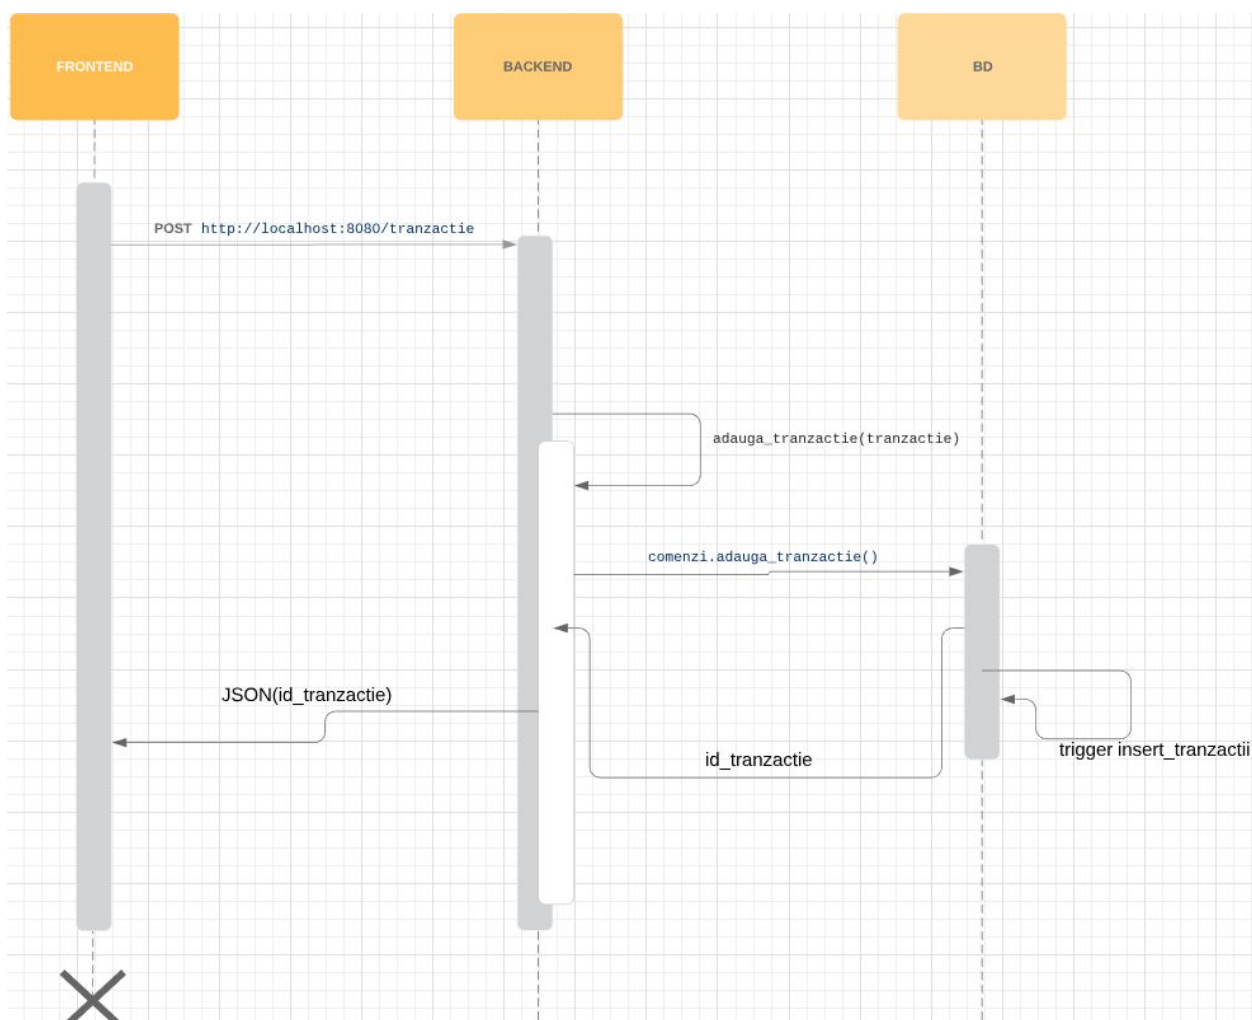 FRONTEND
BACKEND
BD
POST http://localhost:8080/tranzactie
adauga_tranzactie(tranzactie)
comenzi.adauga_tranzactie()
JSON(id_tranzactie)
trigger insert_tranzactii
id_tranzactie